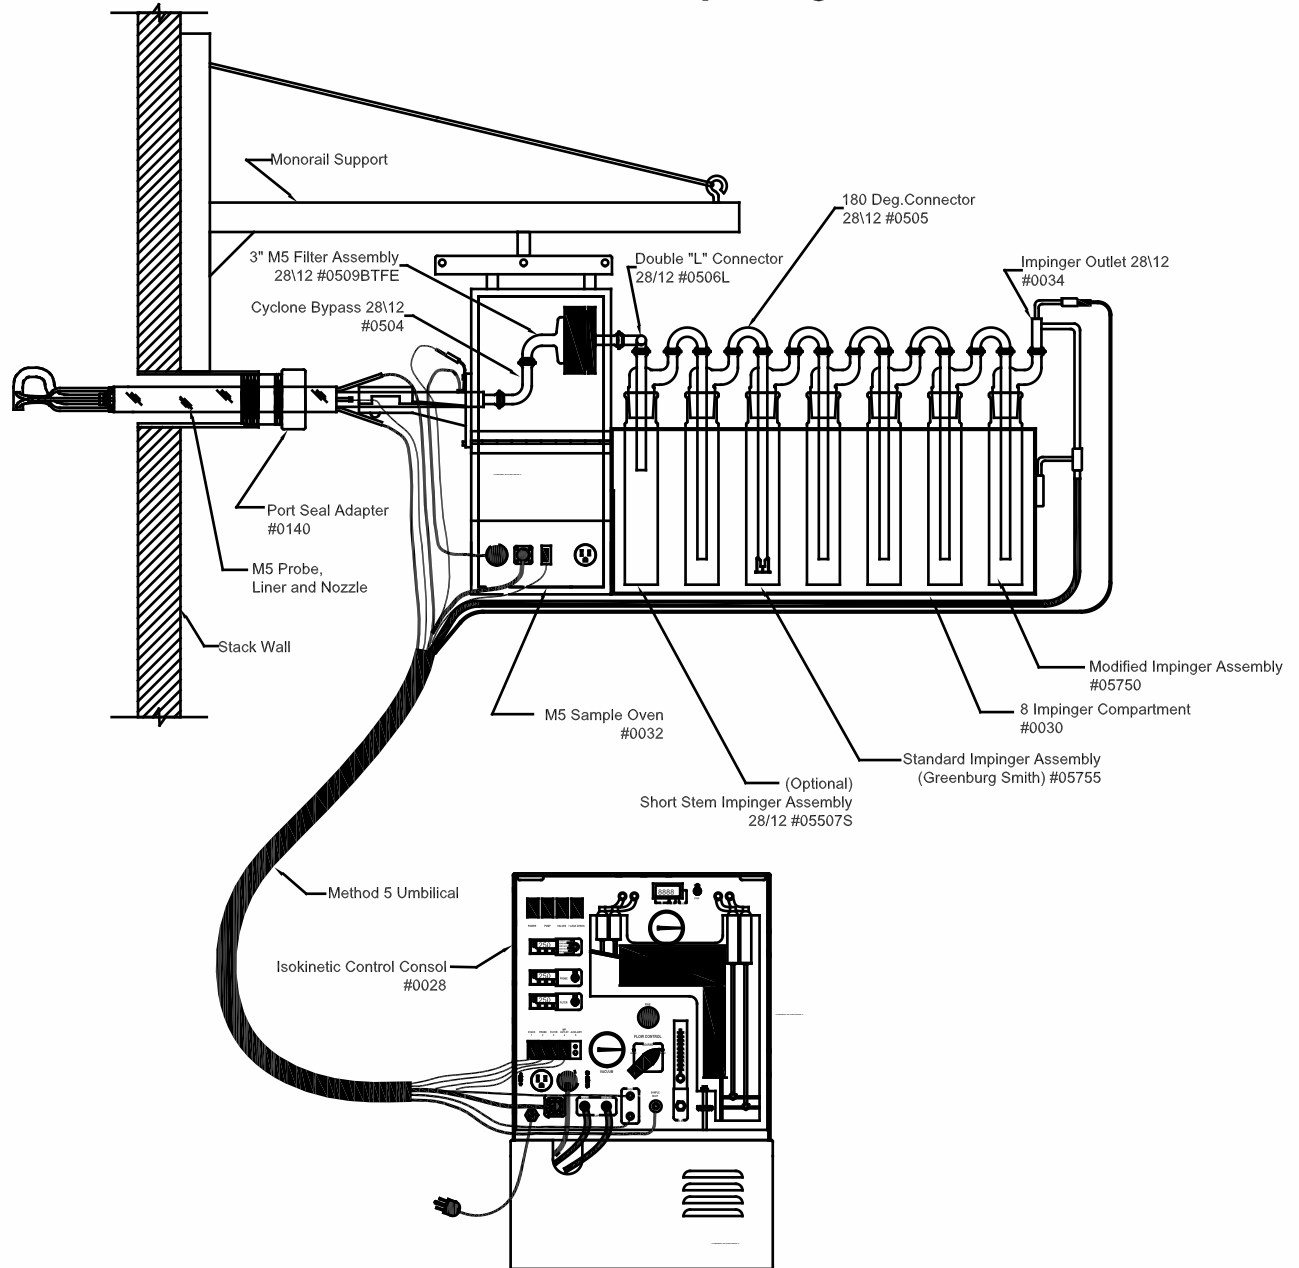 Monorail Support
180 Deg.Connector
28\12 #0505
3" M5 Filter Assembly
28\12 #0509BTFE
Double "L" Connector
28/12 #0506L
Impinger Outlet 28\12
#0034
Cyclone Bypass 28\12
#0504
Port Seal Adapter
#0140
M5 Probe,
Liner and Nozzle
Stack Wall
Modified Impinger Assembly
#05750
M5 Sample Oven
#0032
8 Impinger Compartment
#0030
Standard Impinger Assembly
(Greenburg Smith) #05755
(Optional)
Short Stem Impinger Assembly
28/12 #05507S
Method 5 Umbilical
Isokinetic Control Consol
#0028
FLOW CONTROL
VACUUM